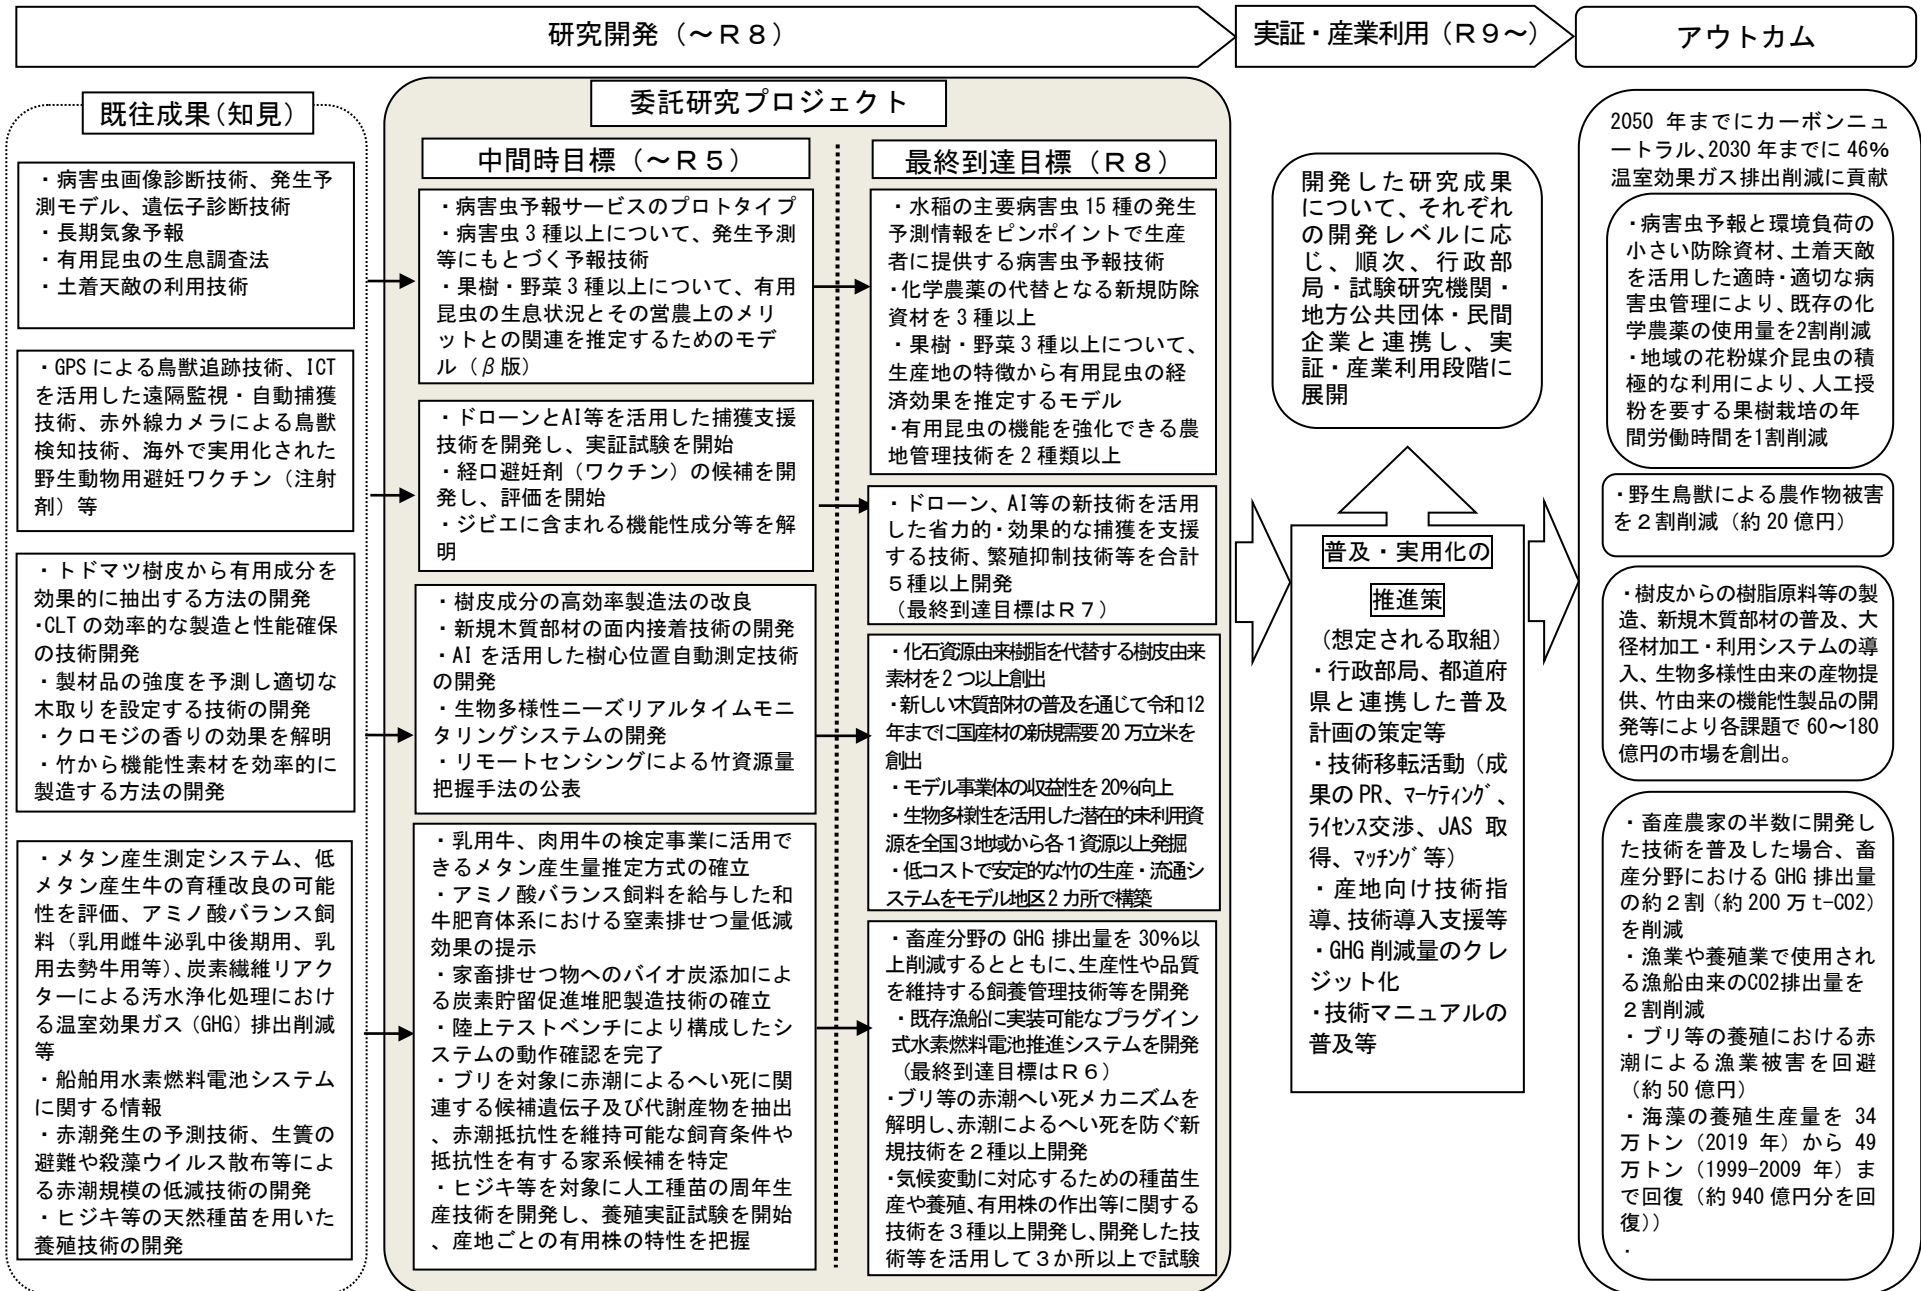 研究開発（～Ｒ８）
実証・産業利用（Ｒ９～）
アウトカム
既往成果（知見）
・病害虫画像診断技術、発生予
測モデル、遺伝子診断技術
・長期気象予報
・有用昆虫の生息調査法
・土着天敵の利用技術
・GPSによる鳥獣追跡技術、ICT
を活用した遠隔監視・自動捕獲
技術、赤外線カメラによる鳥獣
検知技術、海外で実用化された
野生動物用避妊ワクチン（注射
剤）等
・トドマツ樹皮から有用成分を
効果的に抽出する方法の開発
・CLTの効率的な製造と性能確保
の技術開発
・製材品の強度を予測し適切な
木取りを設定する技術の開発
・クロモジの香りの効果を解明
・竹から機能性素材を効率的に
製造する方法の開発
・メタン産生測定システム、低
メタン産生牛の育種改良の可能
性を評価、アミノ酸バランス飼
料（乳用雌牛泌乳中後期用、乳
用去勢牛用等）、炭素繊維リアク
ターによる汚水浄化処理におけ
る温室効果ガス（GHG）排出削減
等
・船舶用水素燃料電池システム
に関する情報
・赤潮発生の予測技術、生簀の
避難や殺藻ウイルス散布等によ
る赤潮規模の低減技術の開発
・ヒジキ等の天然種苗を用いた
養殖技術の開発
委託研究プロジェクト
中間時目標（～Ｒ５）
・病害虫予報サービスのプロトタイプ
・病害虫３種以上について、発生予測
等にもとづく予報技術
・果樹・野菜３種以上について、有用
昆虫の生息状況とその営農上のメリ
ットとの関連を推定するためのモデ
ル（β版）
・ドローンとAI等を活用した捕獲支援
技術を開発し、実証試験を開始
・経口避妊剤（ワクチン）の候補を開
発し、評価を開始
・ジビエに含まれる機能性成分等を解
明
・樹皮成分の高効率製造法の改良
・新規木質部材の面内接着技術の開発
・AIを活用した樹心位置自動測定技術
の開発
・生物多様性ニーズリアルタイムモニ
タリングシステムの開発
・リモートセンシングによる竹資源量
把握手法の公表
・乳用牛、肉用牛の検定事業に活用で
きるメタン産生量推定方式の確立
・アミノ酸バランス飼料を給与した和
牛肥育体系における窒素排せつ量低減
効果の提示
・家畜排せつ物へのバイオ炭添加によ
る炭素貯留促進堆肥製造技術の確立
・陸上テストベンチにより構成したシ
ステムの動作確認を完了
・ブリを対象に赤潮によるへい死に関
連する候補遺伝子及び代謝産物を抽出
、赤潮抵抗性を維持可能な飼育条件や
抵抗性を有する家系候補を特定
・ヒジキ等を対象に人工種苗の周年生
産技術を開発し、養殖実証試験を開始
、産地ごとの有用株の特性を把握
最終到達目標（Ｒ８）
・水稲の主要病害虫15種の発生
予測情報をピンポイントで生産
者に提供する病害虫予報技術
・化学農薬の代替となる新規防除
資材を３種以上
・果樹・野菜３種以上について、
生産地の特徴から有用昆虫の経
済効果を推定するモデル
・有用昆虫の機能を強化できる農
地管理技術を２種類以上
・ドローン、AI等の新技術を活用
した省力的・効果的な捕獲を支援
する技術、繁殖抑制技術等を合計
５種以上開発
（最終到達目標はＲ７）
・化石資源由来樹脂を代替する樹皮由来
素材を２つ以上創出
・新しい木質部材の普及を通じて令和12
年までに国産材の新規需要20万立米を
創出
・モデル事業体の収益性を20%向上
・生物多様性を活用した潜在的未利用資
源を全国３地域から各１資源以上発掘
・低コストで安定的な竹の生産・流通シ
ステムをモデル地区２カ所で構築
・畜産分野のGHG排出量を30%以
上削減するとともに、生産性や品質
を維持する飼養管理技術等を開発
・既存漁船に実装可能なプラグイン
式水素燃料電池推進システムを開発
（最終到達目標はＲ６）
・ブリ等の赤潮へい死メカニズムを
解明し、赤潮によるへい死を防ぐ新
規技術を２種以上開発
・気候変動に対応するための種苗生
産や養殖、有用株の作出等に関する
技術を３種以上開発し、開発した技
術等を活用して３か所以上で試験
開発した研究成果
について、それぞれ
の開発レベルに応
じ、順次、行政部
局・試験研究機関・
地方公共団体・民間
企業と連携し、実
証・産業利用段階に
展開
普及・実用化の
推進策
（想定される取組）
・行政部局、都道府
県と連携した普及
計画の策定等
・技術移転活動（成
果のPR、ﾏｰｹﾃｨﾝｸﾞ、
ﾗｲｾﾝｽ交渉、JAS取
得、ﾏｯﾁﾝｸﾞ等）
・産地向け技術指
導、技術導入支援等
・GHG削減量のクレ
ジット化
・技術マニュアルの
普及等
2050年までにカーボンニュ
ートラル、2030年までに46%
温室効果ガス排出削減に貢献
・病害虫予報と環境負荷の
小さい防除資材、土着天敵
を活用した適時・適切な病
害虫管理により、既存の化
学農薬の使用量を2割削減
・地域の花粉媒介昆虫の積
極的な利用により、人工授
粉を要する果樹栽培の年
間労働時間を1割削減
・野生鳥獣による農作物被害
を２割削減（約20億円）
・樹皮からの樹脂原料等の製
造、新規木質部材の普及、大
径材加工・利用システムの導
入、生物多様性由来の産物提
供、竹由来の機能性製品の開
発等により各課題で60～180
億円の市場を創出。
・畜産農家の半数に開発し
た技術を普及した場合、畜
産分野におけるGHG排出量
の約２割（約200万t-CO2）
を削減
・漁業や養殖業で使用され
る漁船由来のCO2排出量を
２割削減
・ブリ等の養殖における赤
潮による漁業被害を回避
（約50億円）
・海藻の養殖生産量を34
万トン（2019年）から49
万トン（1999-2009年）ま
で回復（約940億円分を回
復））
・